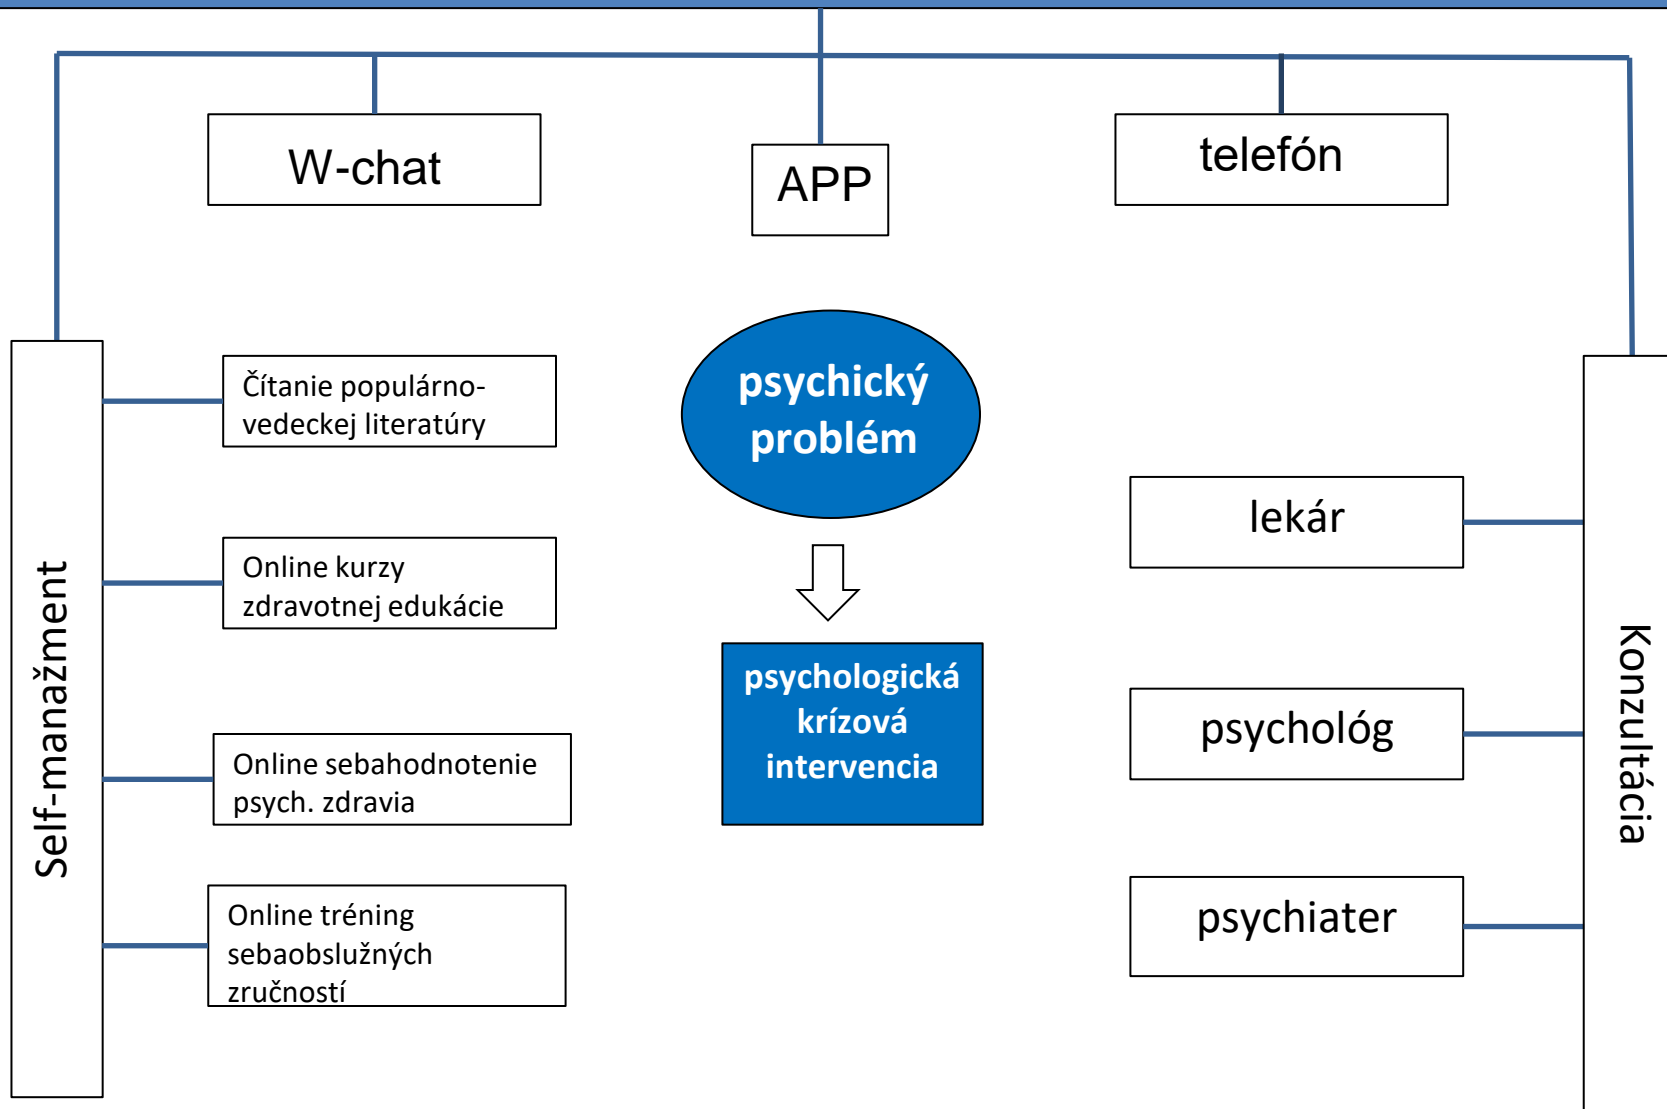 W-chat
APP
telefón
Self-manažment
Čítanie populárno-
vedeckej literatúry
Online kurzy
zdravotnej edukácie
Online sebahodnotenie
psych. zdravia
Online tréning
sebaobslužných
zručností
psychický
problém
psychologická
krízová
intervencia
lekár
psychológ
psychiater
Konzultácia